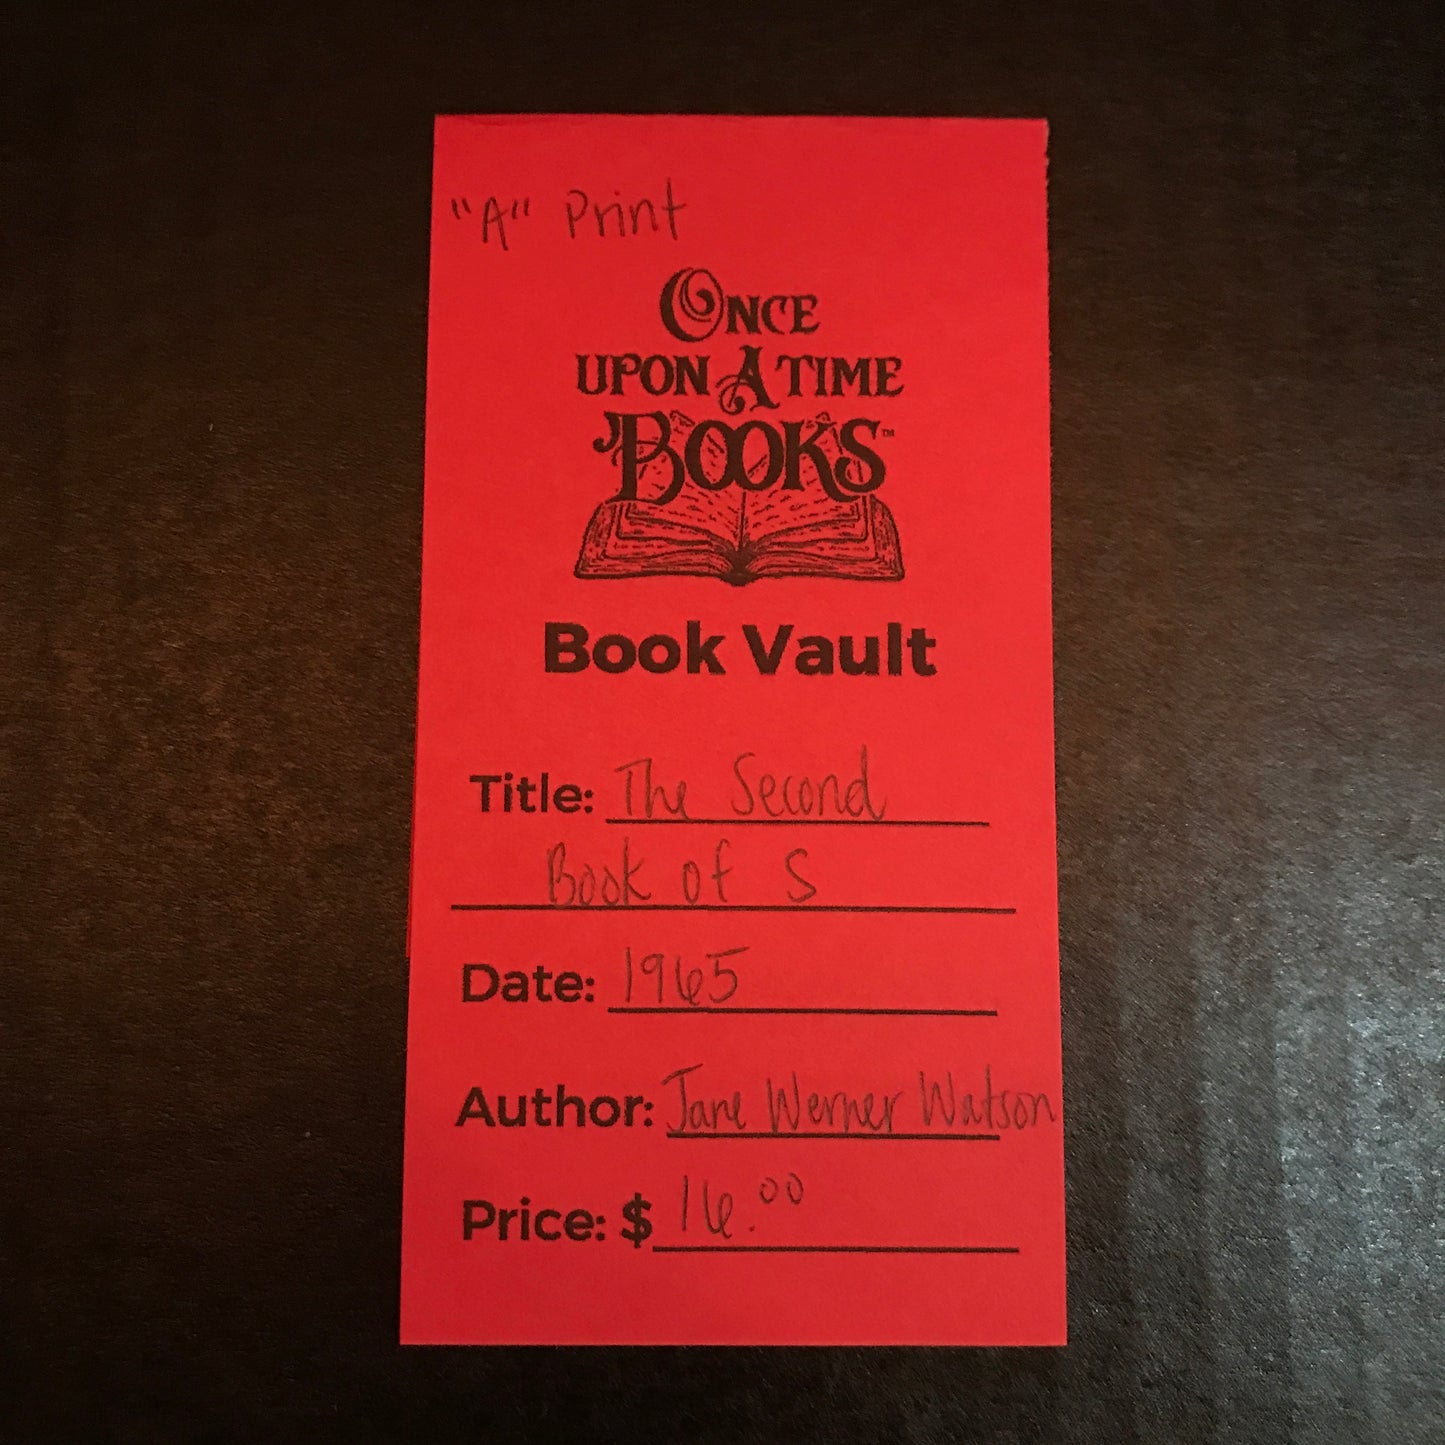 "A" Print
ONCE
UPON A TIME
BOOKS™
Book Vault
Title: The Second
Book of S
Date: 1965
Author: Jane Werner Watson
Price: $ 16.00